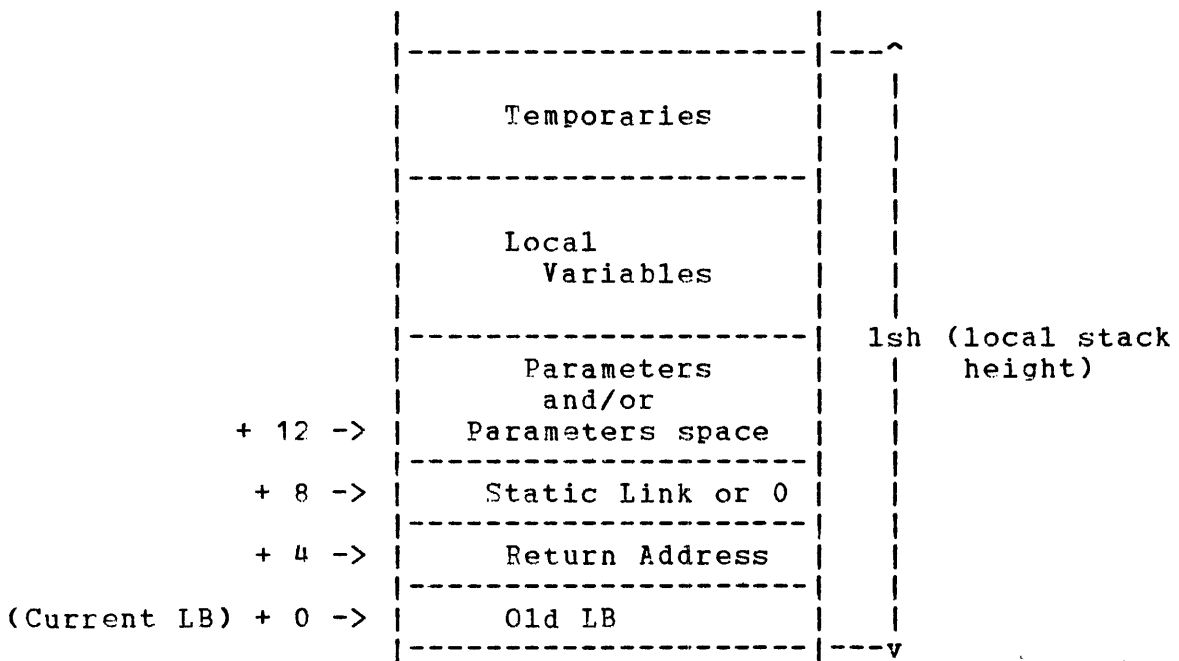 Temporaries
Local
Variables
lsh (local stack
Parameters height)
and/or
+ 12 -> Parameters space
+ 8 -> Static Link or 0
+ 4 -> Return Address
(Current LB) + 0 -> Old LB